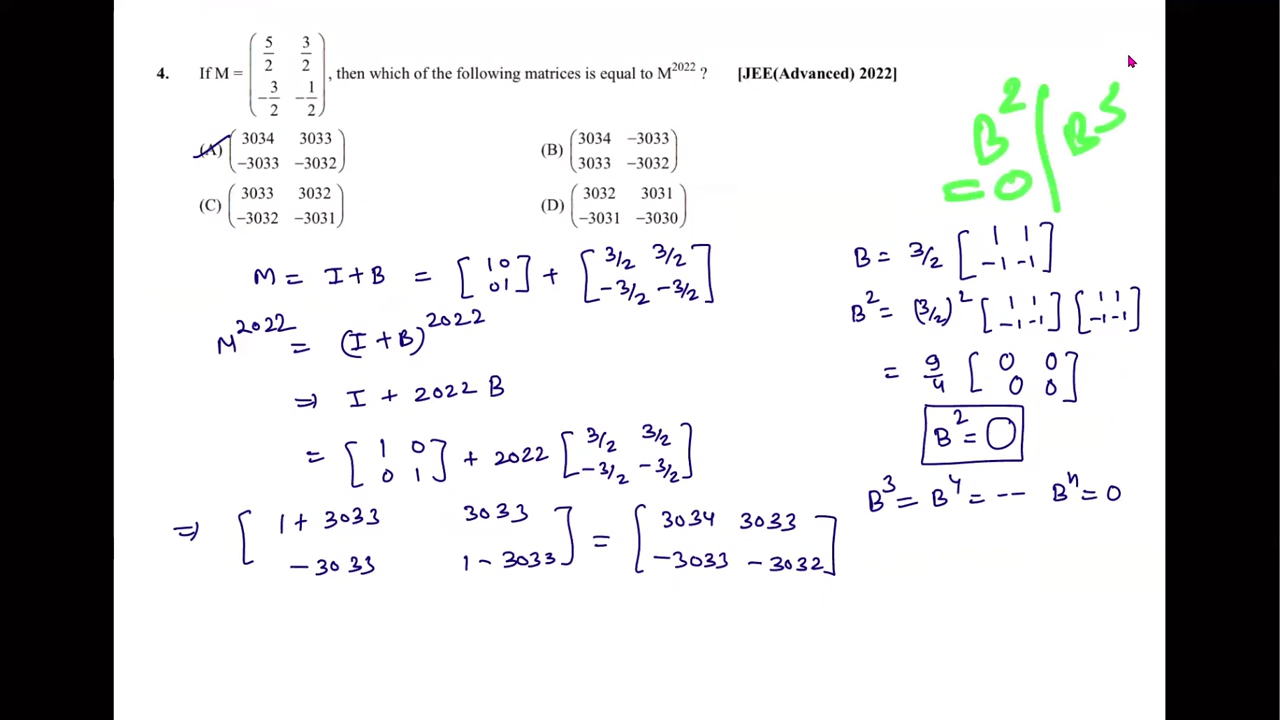 4. If M = (5/2 3/2
-3/2 -1/2), then which of the following matrices is equal to M^2022 ? [JEE(Advanced) 2022]
(A) (3034 3033
-3033 -3032)
(B) (3034 -3033
3033 -3032)
(C) (3033 3032
-3032 -3031)
(D) (3032 3031
-3031 -3030)
B^2 = 0 | B^3
M = I + B = [1 0
0 1] + [3/2 3/2
-3/2 -3/2]
M^2022 = (I + B)^2022
⇒ I + 2022 B
= [1 0
0 1] + 2022 [3/2 3/2
-3/2 -3/2]
⇒ [1 + 3033 3033
-3033 1 - 3033] = [3034 3033
-3033 -3032]
B = 3/2 [1 1
-1 -1]
B^2 = (3/2)^2 [1 1
-1 -1] [1 1
-1 -1]
= 9/4 [0 0
0 0]
B^2 = O
B^3 = B^4 = -- B^n = 0